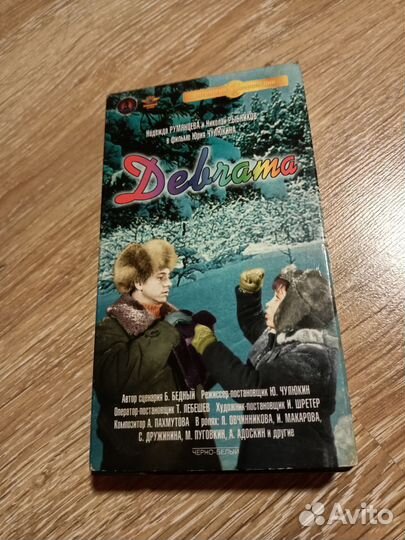 Надежда РУМЯНЦЕВА и Николай РЫБНИКОВ
в фильме Юрия ЧУЛЮКИНА
Девчата
Автор сценария Б. БЕДНЫЙ Режиссер-постановщик Ю. ЧУЛЮКИН
Оператор-постановщик Т. ЛЕБЕШЕВ Художник-постановщик И. ШРЕТЕР
Композитор А. ПАХМУТОВА В ролях: Л. ОВЧИННИКОВА, И. МАКАРОВА,
С. ДРУЖИНИНА, М. ПУГОВКИН, А. АДОСКИН и другие
ЧЕРНО-БЕЛЫЙ
Avito